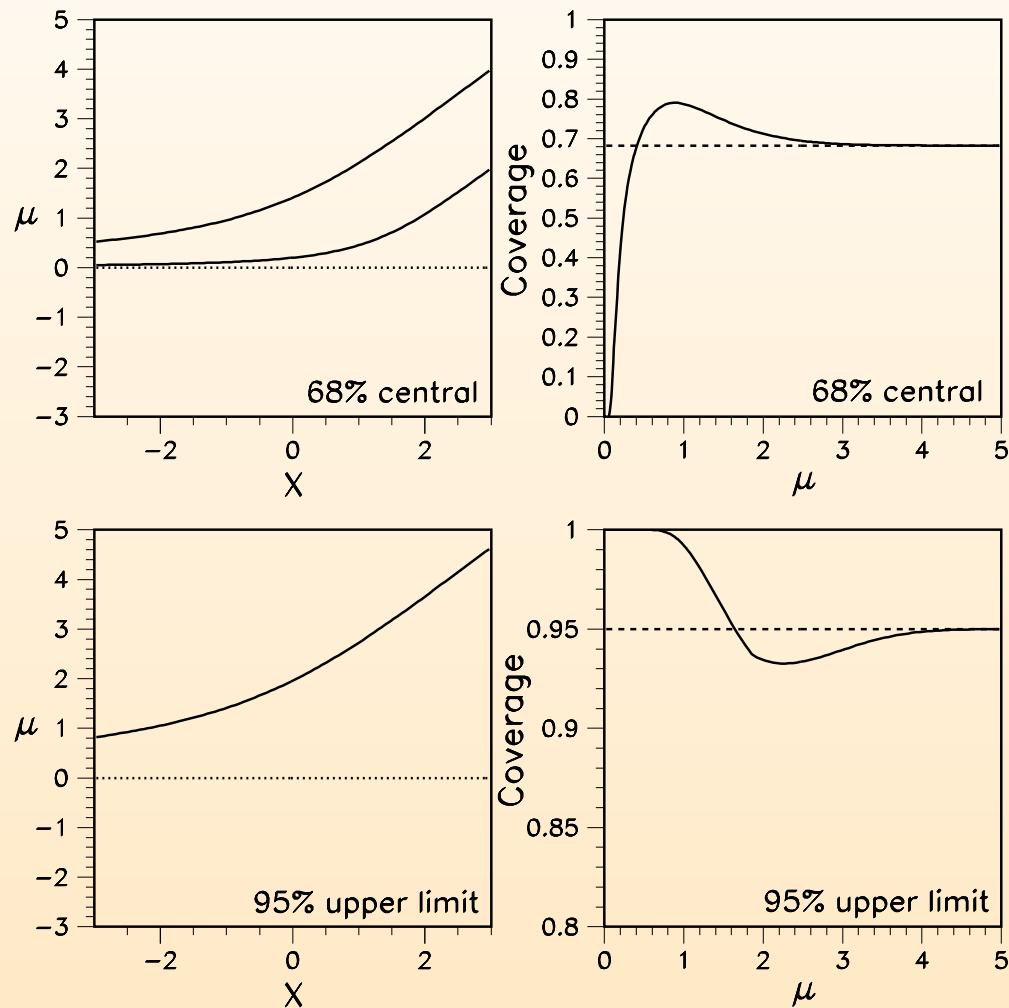 5
4
3
2
1
0
−1
−2
−3
μ
68% central
−2 0 2
X
1
0.9
0.8
0.7
0.6
0.5
0.4
0.3
0.2
0.1
0
Coverage
68% central
0 1 2 3 4 5
μ
5
4
3
2
1
0
−1
−2
−3
μ
95% upper limit
−2 0 2
X
1
0.95
0.9
0.85
0.8
Coverage
95% upper limit
0 1 2 3 4 5
μ